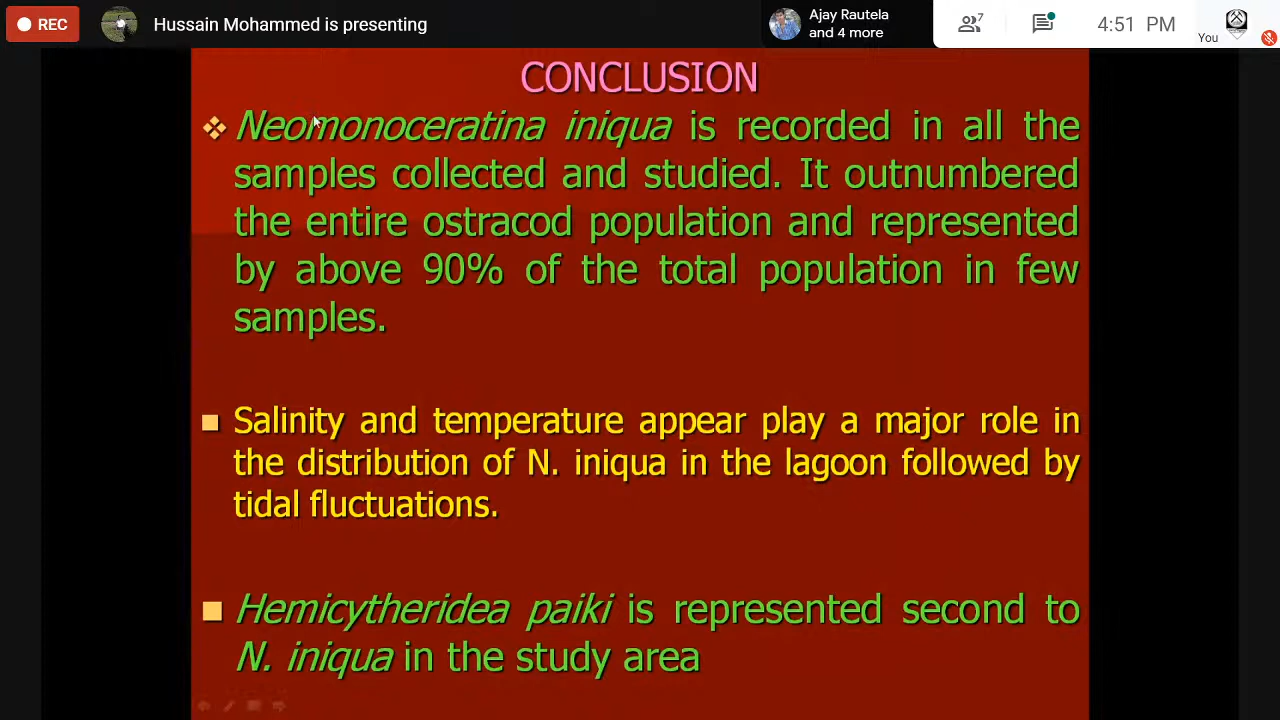 REC
Hussain Mohammed is presenting
Ajay Rautela
and 4 more
7
4:51 PM
You
CONCLUSION
Neomonoceratina iniqua is recorded in all the
samples collected and studied. It outnumbered
the entire ostracod population and represented
by above 90% of the total population in few
samples.
Salinity and temperature appear play a major role in
the distribution of N. iniqua in the lagoon followed by
tidal fluctuations.
Hemicytheridea paiki is represented second to
N. iniqua in the study area